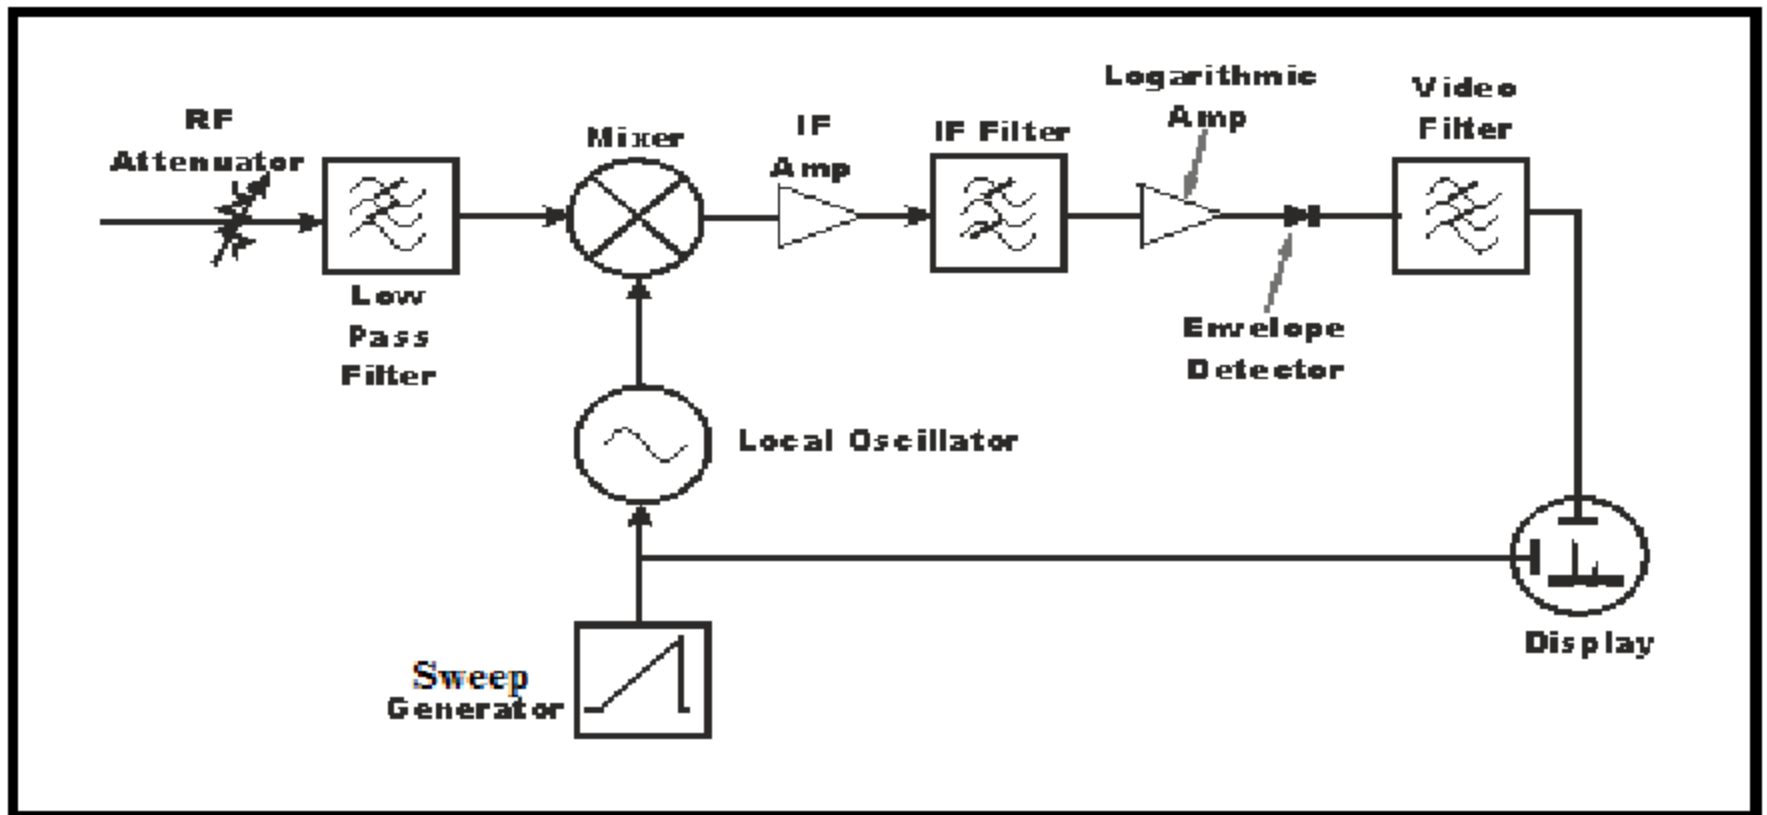 RF
Attenuator
Low
Pass
Filter
Mixer
IF
Amp
IF Filter
Logarithmic
Amp
Envelope
Detector
Video
Filter
Local Oscillator
Sweep
Generator
Display